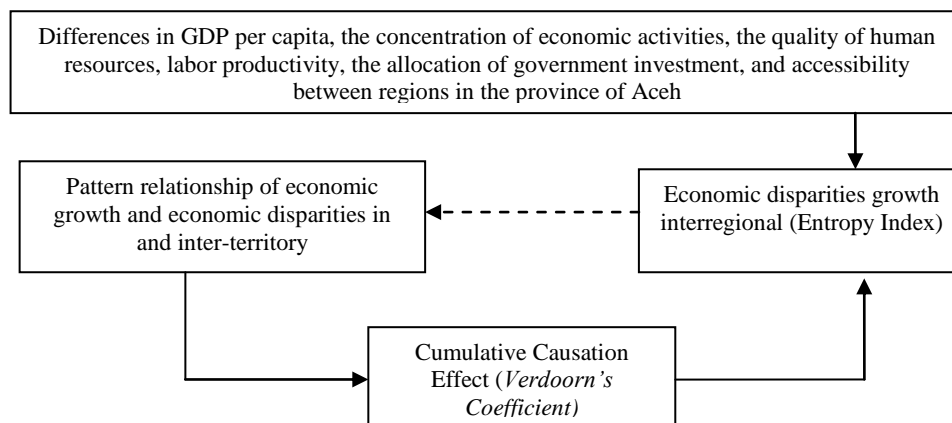 Differences in GDP per capita, the concentration of economic activities, the quality of human
resources, labor productivity, the allocation of government investment, and accessibility
between regions in the province of Aceh
Pattern relationship of economic
growth and economic disparities in
and inter-territory
Economic disparities growth
interregional (Entropy Index)
Cumulative Causation
Effect (Verdoorn’s
Coefficient)